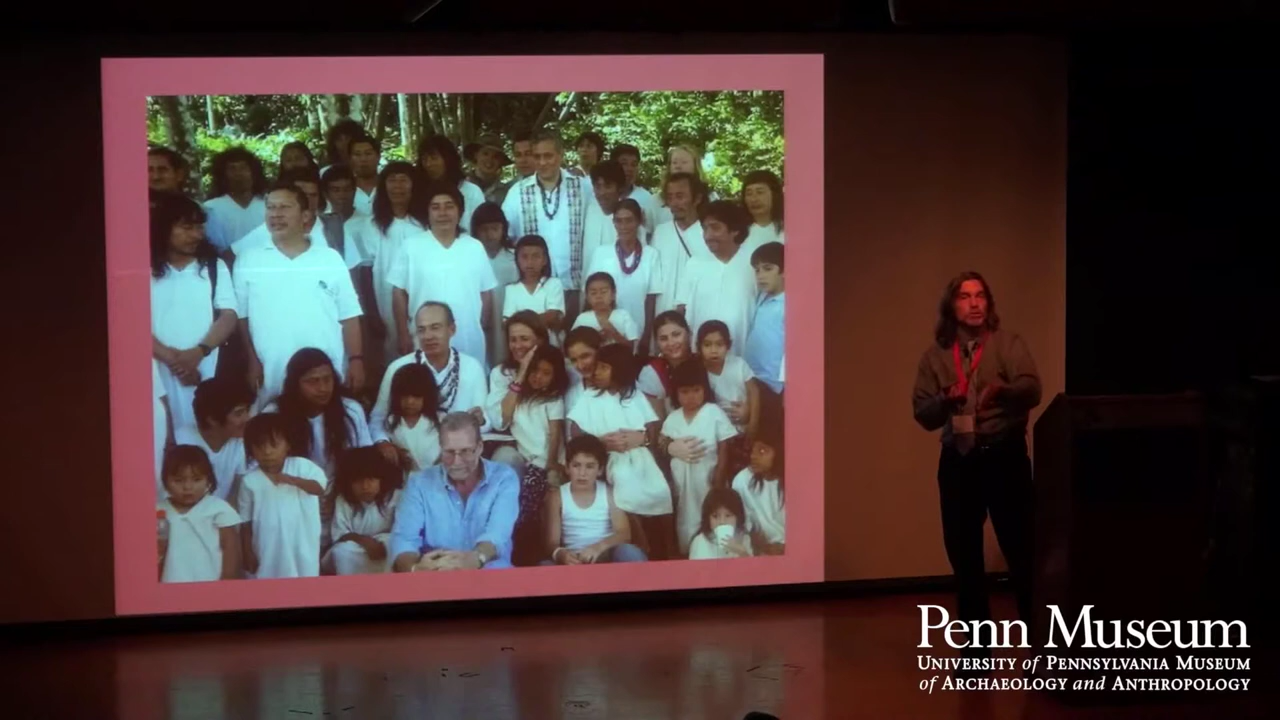 Penn Museum
UNIVERSITY of PENNSYLVANIA MUSEUM
of ARCHAEOLOGY and ANTHROPOLOGY